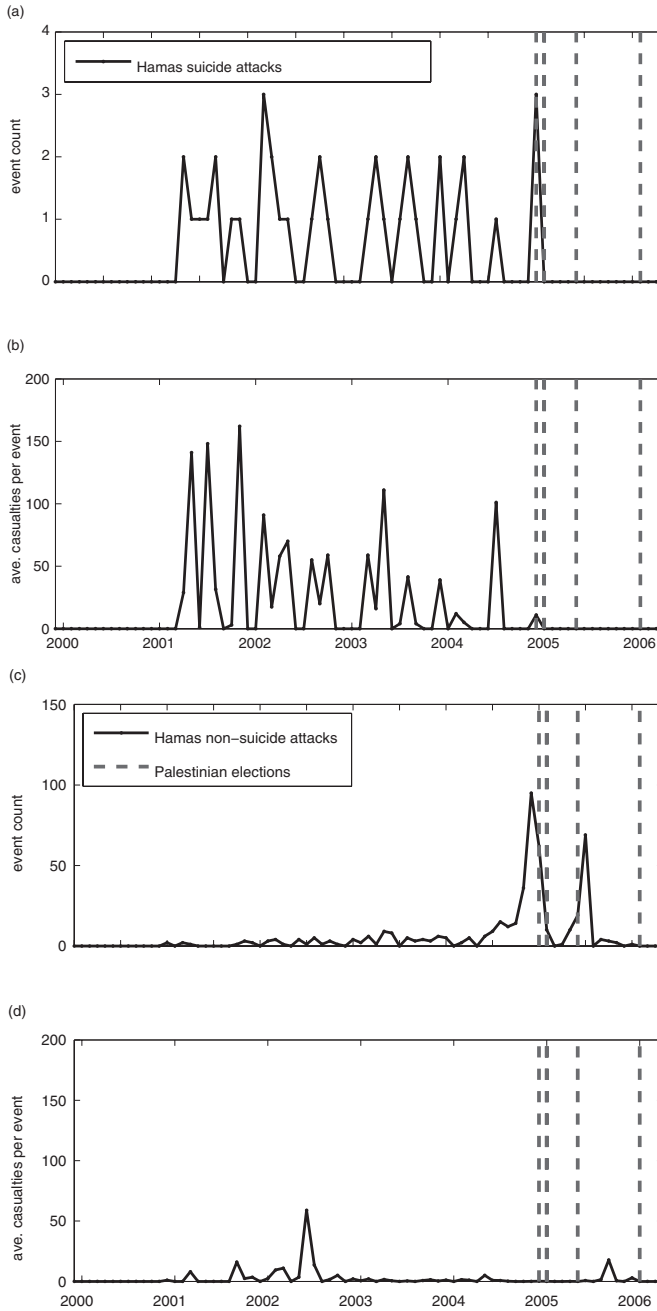 (a)
4
3
2
1
0
event count
Hamas suicide attacks
(b)
200
150
100
50
0
ave. casualties per event
2000 2001 2002 2003 2004 2005 2006
(c)
150
100
50
0
event count
Hamas non−suicide attacks
Palestinian elections
(d)
200
150
100
50
0
ave. casualties per event
2000 2001 2002 2003 2004 2005 2006